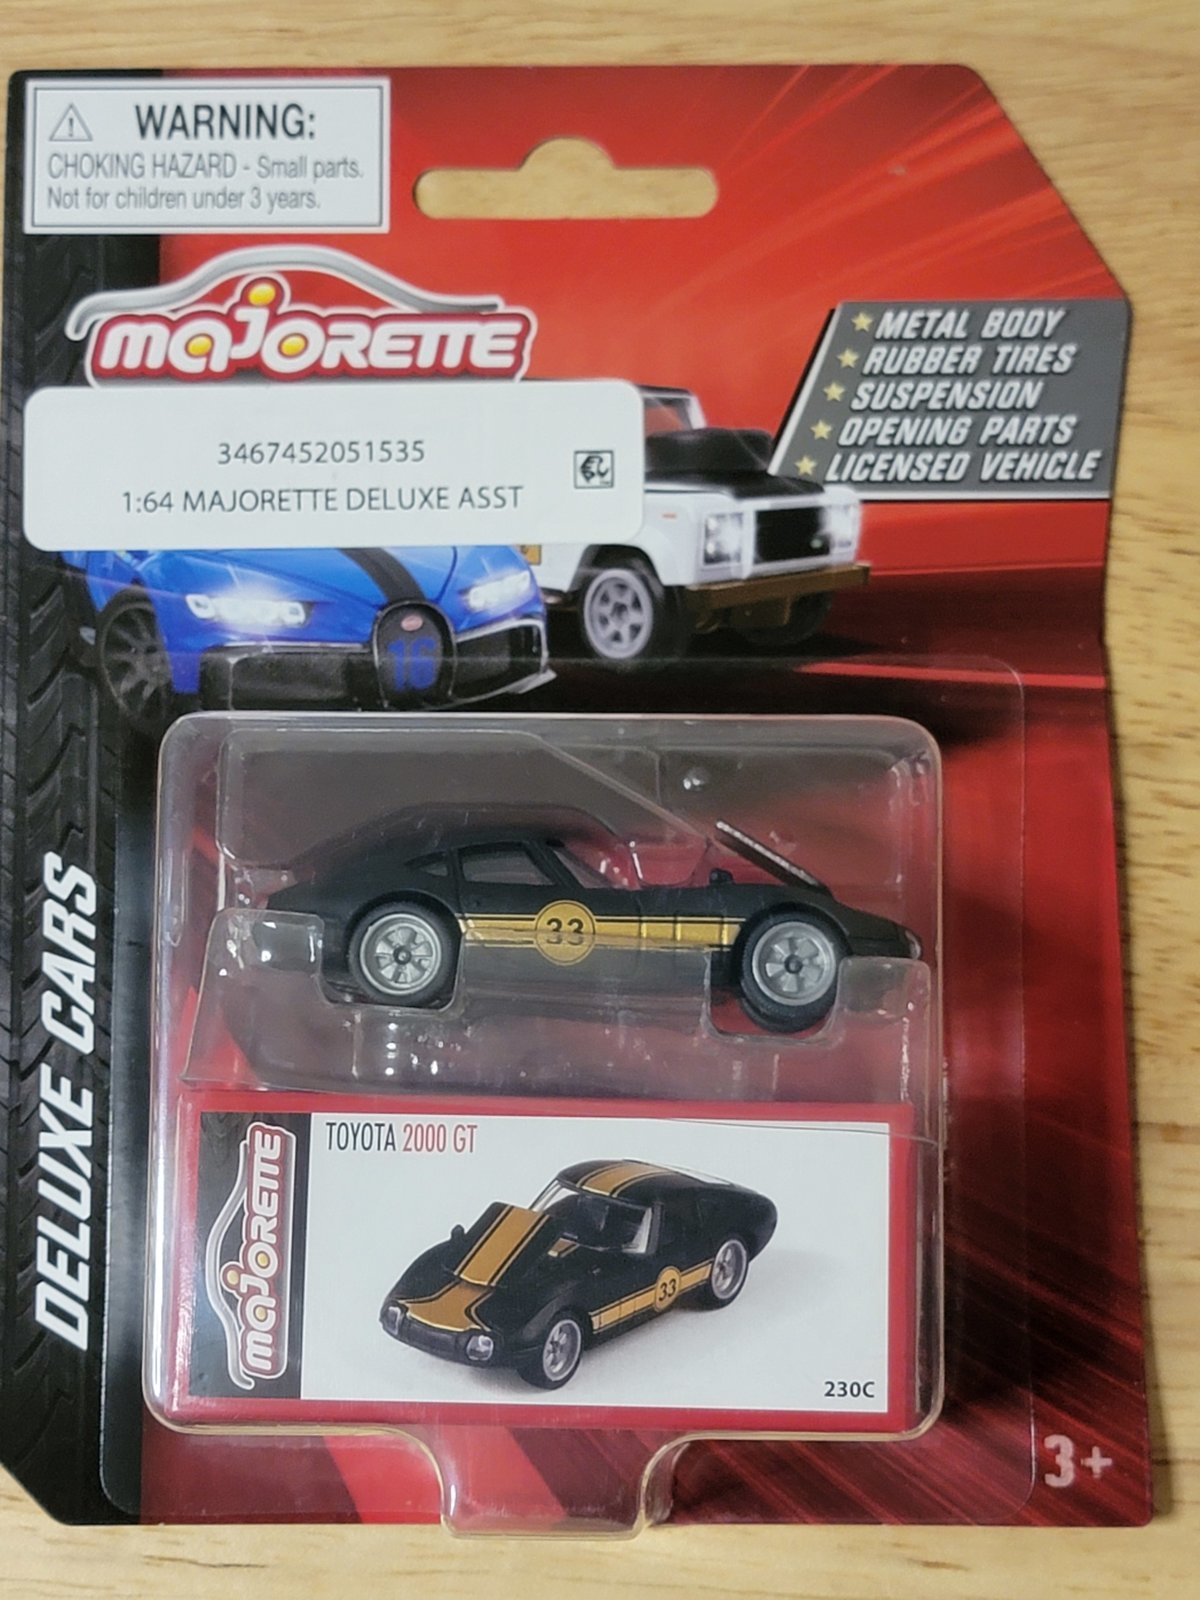 WARNING:
CHOKING HAZARD - Small parts.
Not for children under 3 years.
majorette
METAL BODY
RUBBER TIRES
SUSPENSION
OPENING PARTS
LICENSED VEHICLE
3467452051535
1:64 MAJORETTE DELUXE ASST
16
DELUXE CARS
33
majorette
TOYOTA 2000 GT
33
230C
3+